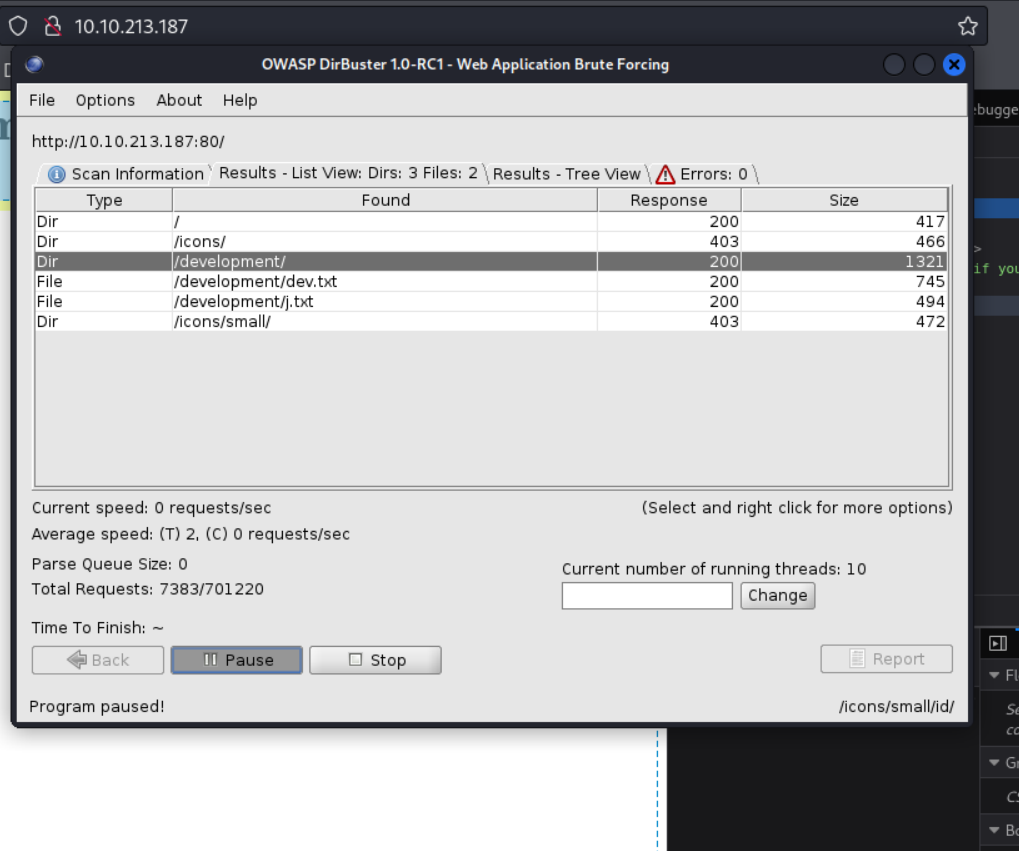 10.10.213.187
OWASP DirBuster 1.0-RC1 - Web Application Brute Forcing
File Options About Help
ebugge
http://10.10.213.187:80/
Scan Information Results - List View: Dirs: 3 Files: 2 Results - Tree View Errors: 0
Type Found Response Size
Dir / 200 417
Dir /icons/ 403 466
>
Dir /development/ 200 1321
if you
File /development/dev.txt 200 745
File /development/j.txt 200 494
Dir /icons/small/ 403 472
Current speed: 0 requests/sec (Select and right click for more options)
Average speed: (T) 2, (C) 0 requests/sec
Parse Queue Size: 0
Current number of running threads: 10
Total Requests: 7383/701220
Change
Time To Finish: ~
Back Pause Stop Report
Fl
Program paused! /icons/small/id/
Se
co
Gr
CS
Bo